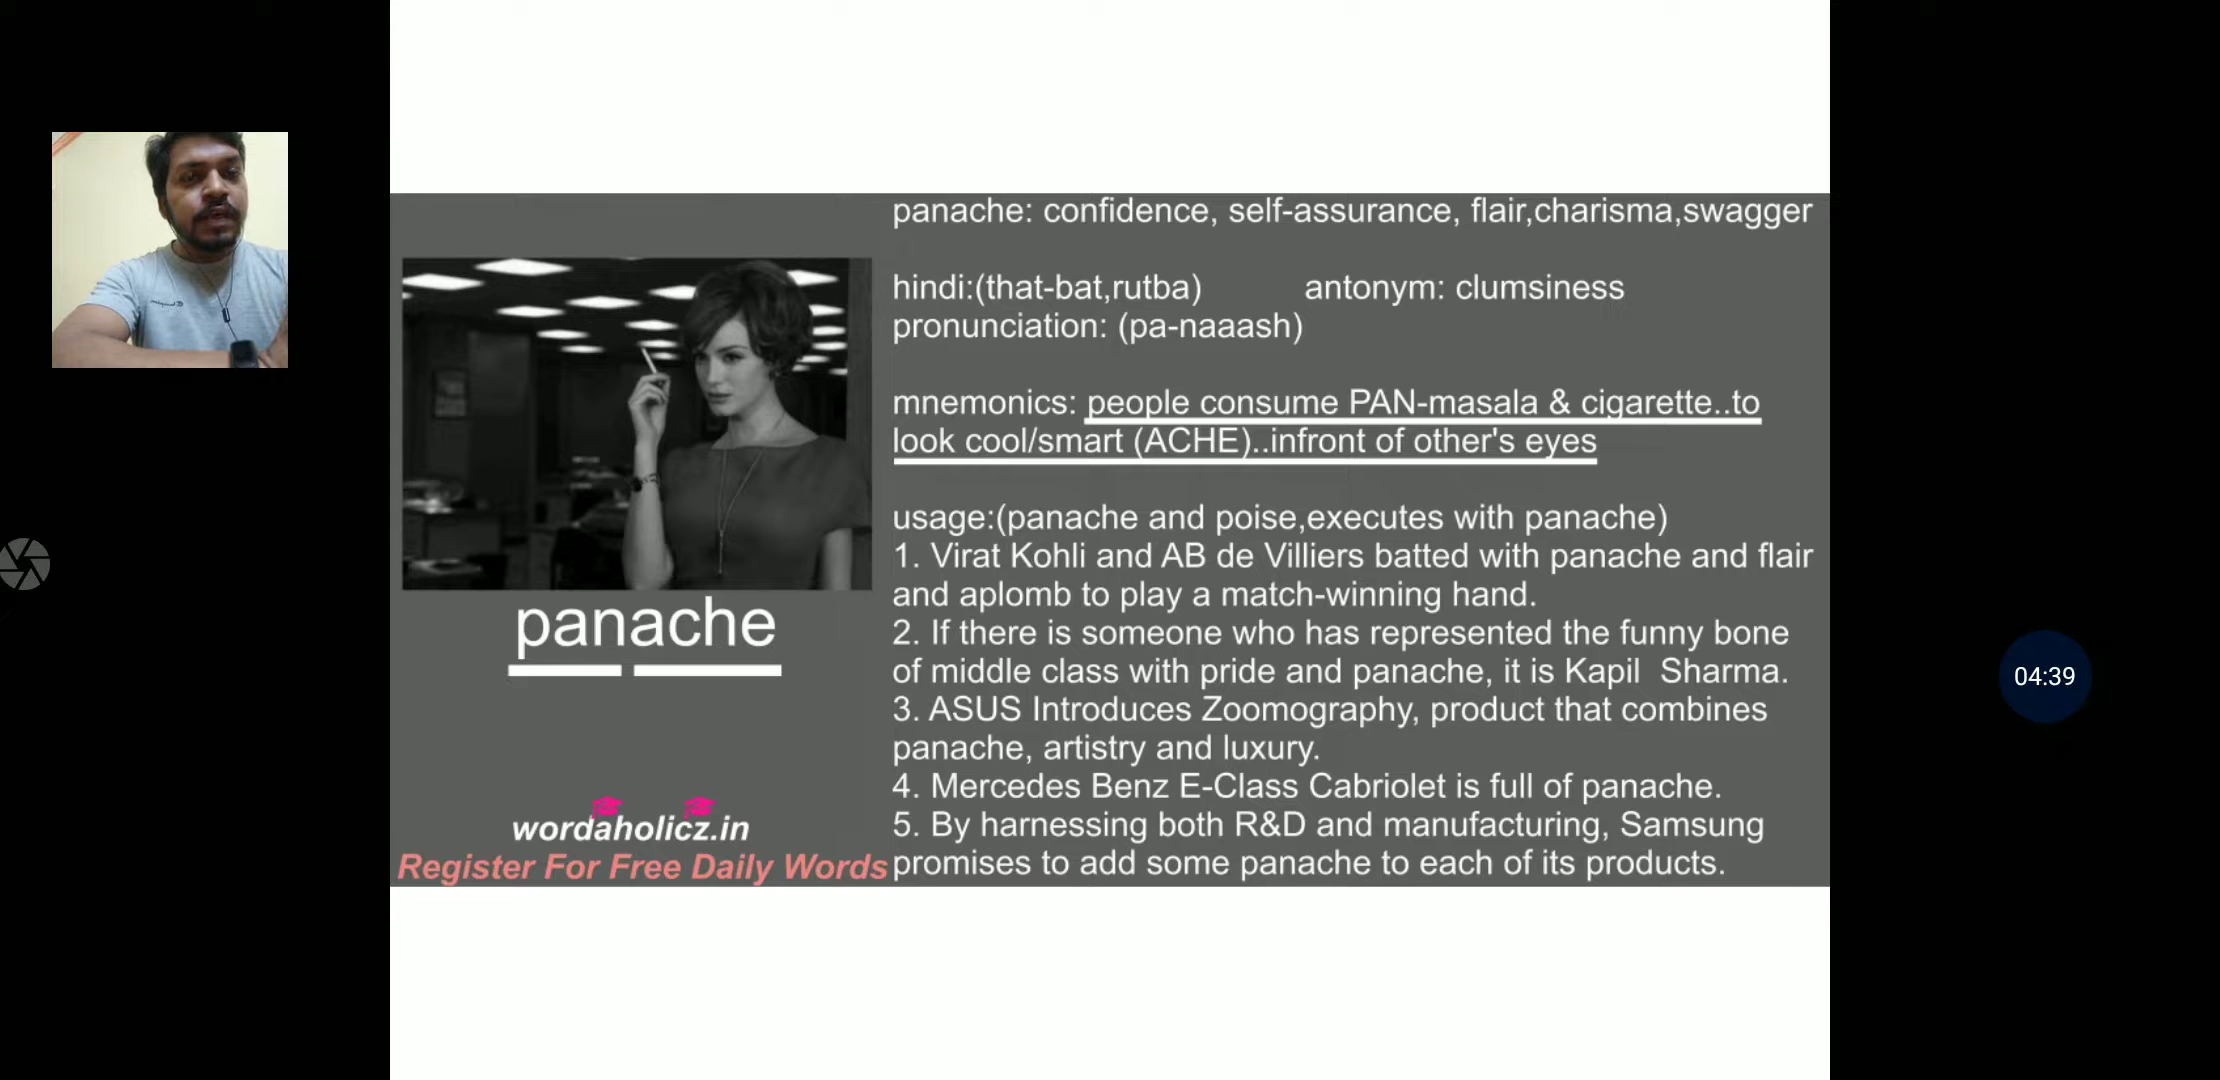 panache: confidence, self-assurance, flair,charisma,swagger
hindi:(that-bat,rutba) antonym: clumsiness
pronunciation: (pa-naaash)
mnemonics: people consume PAN-masala & cigarette..to
look cool/smart (ACHE)..infront of other's eyes
usage:(panache and poise,executes with panache)
1. Virat Kohli and AB de Villiers batted with panache and flair
and aplomb to play a match-winning hand.
2. If there is someone who has represented the funny bone
of middle class with pride and panache, it is Kapil  Sharma.
3. ASUS Introduces Zoomography, product that combines
panache, artistry and luxury.
4. Mercedes Benz E-Class Cabriolet is full of panache.
5. By harnessing both R&D and manufacturing, Samsung
promises to add some panache to each of its products.
panache
wordaholicz.in
Register For Free Daily Words
04:39